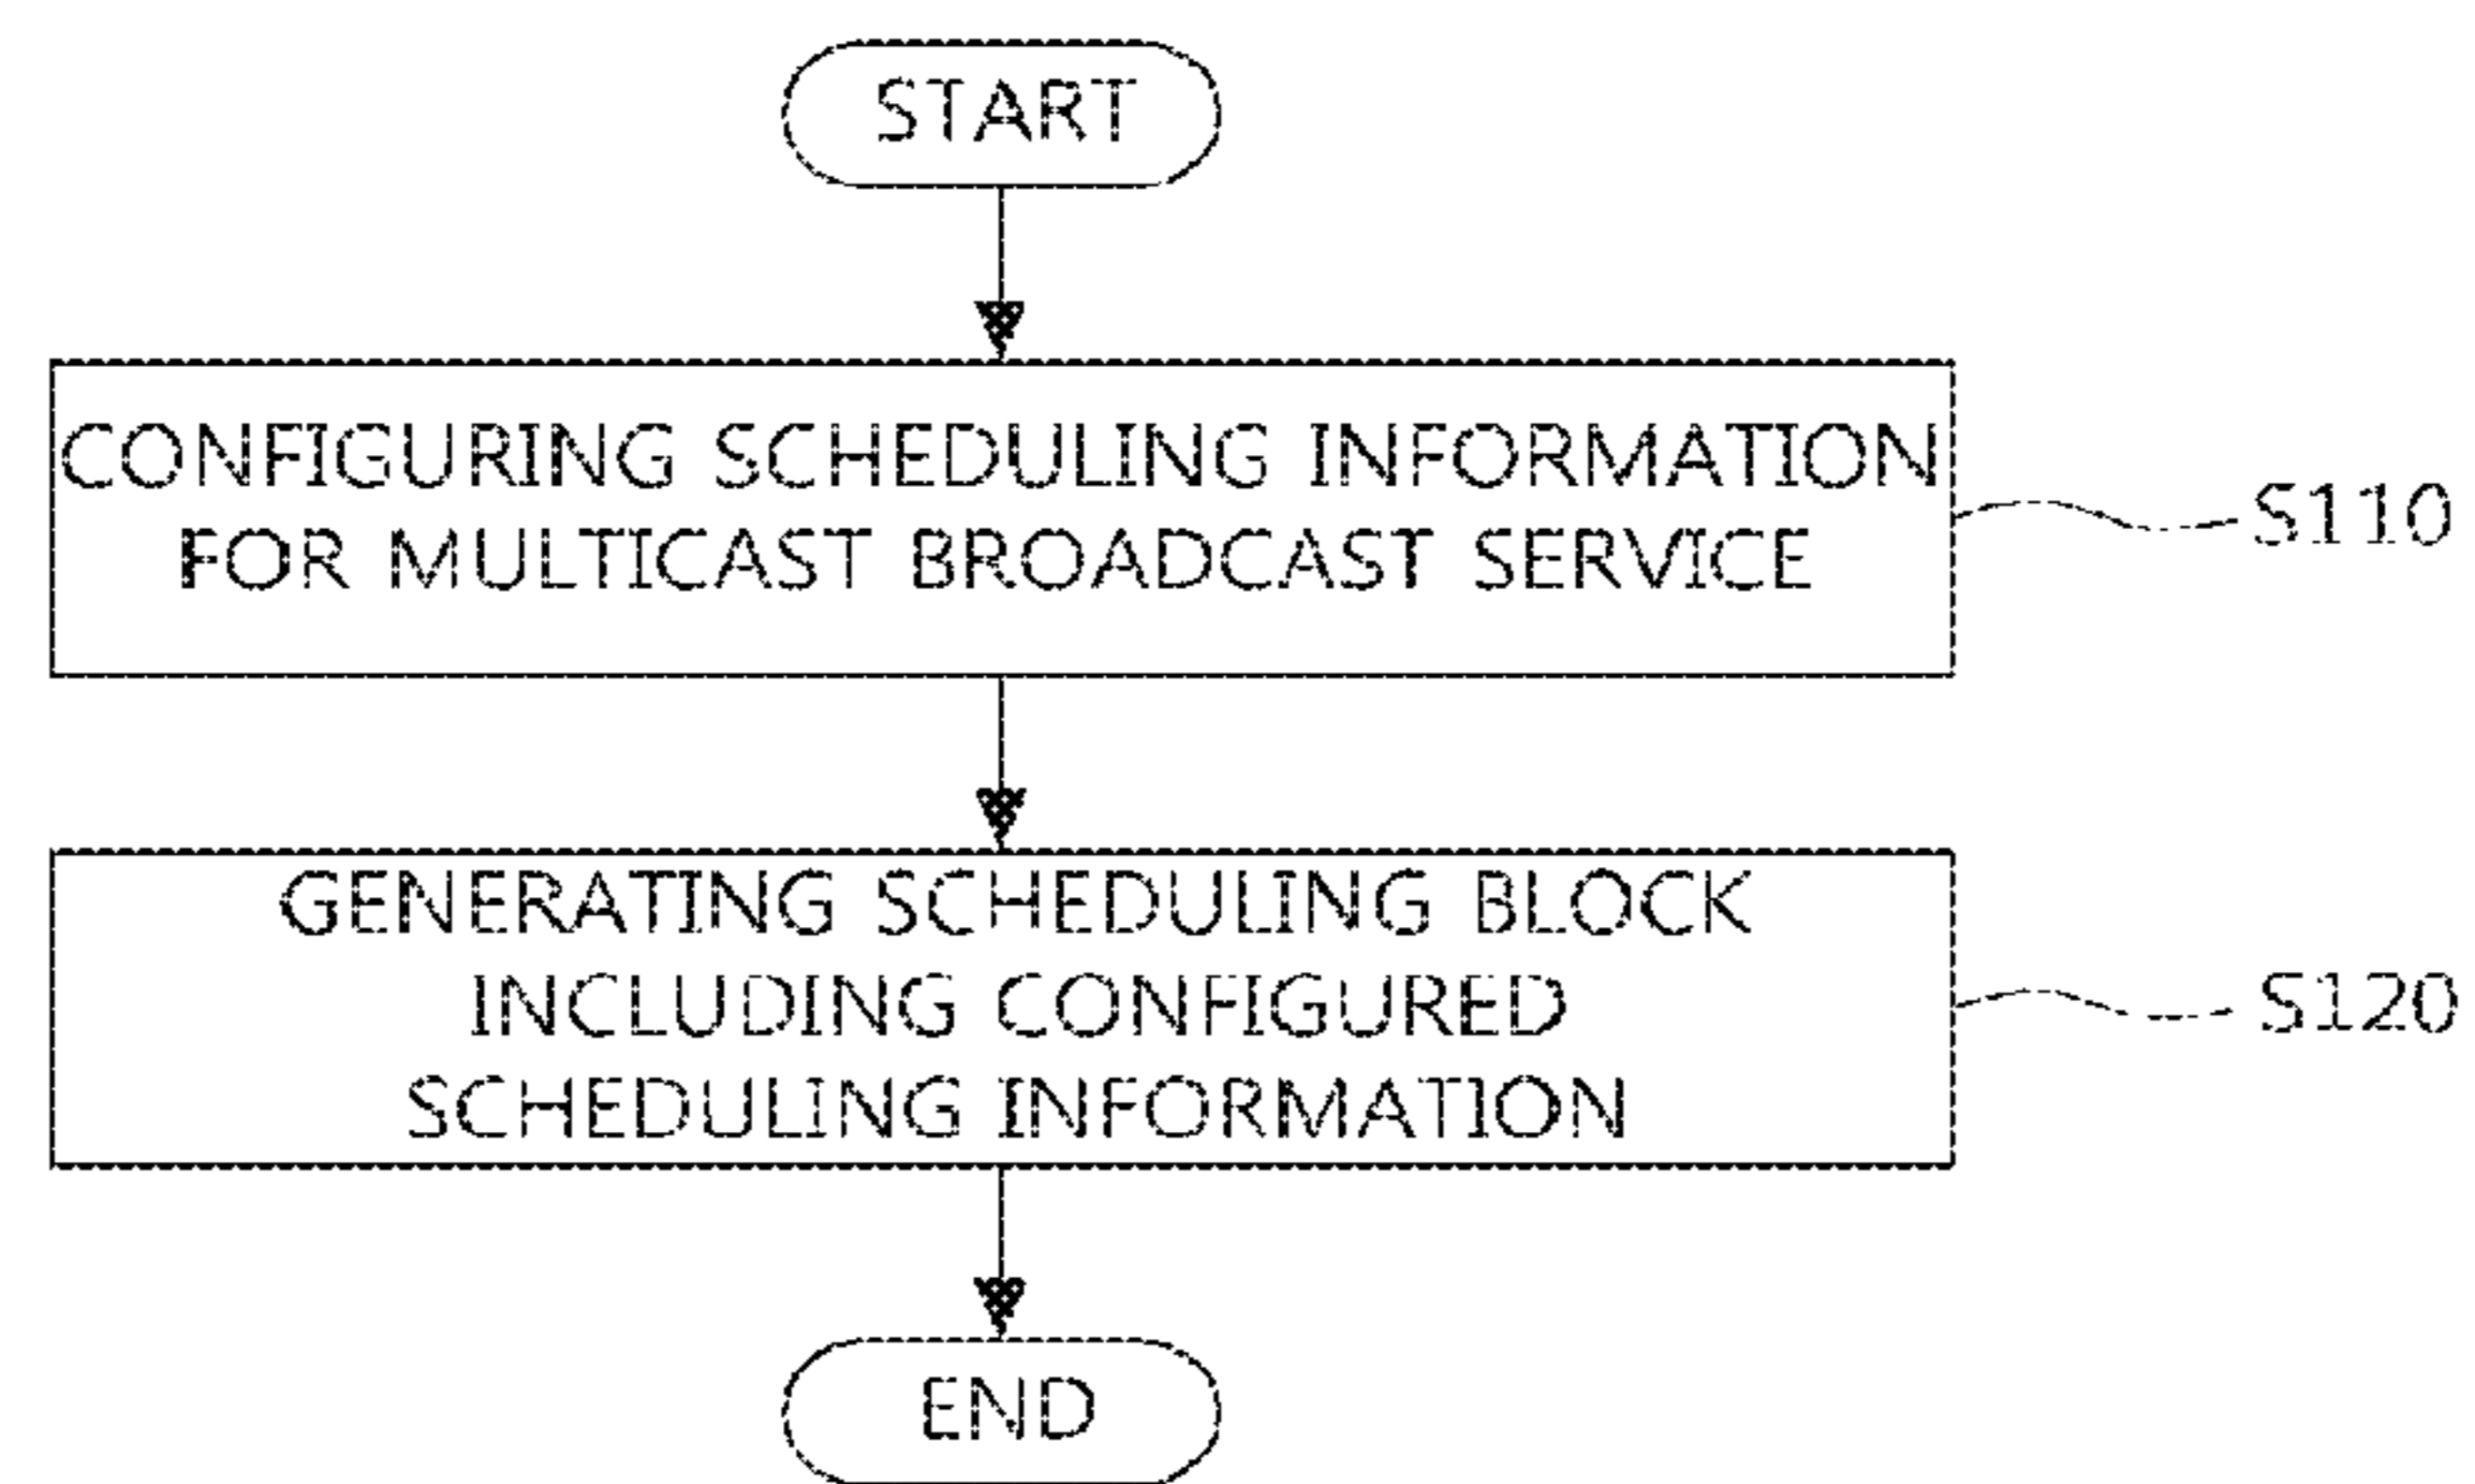 START
CONFIGURING SCHEDULING INFORMATION
FOR MULTICAST BROADCAST SERVICE
S110
GENERATING SCHEDULING BLOCK
INCLUDING CONFIGURED
SCHEDULING INFORMATION
S120
END